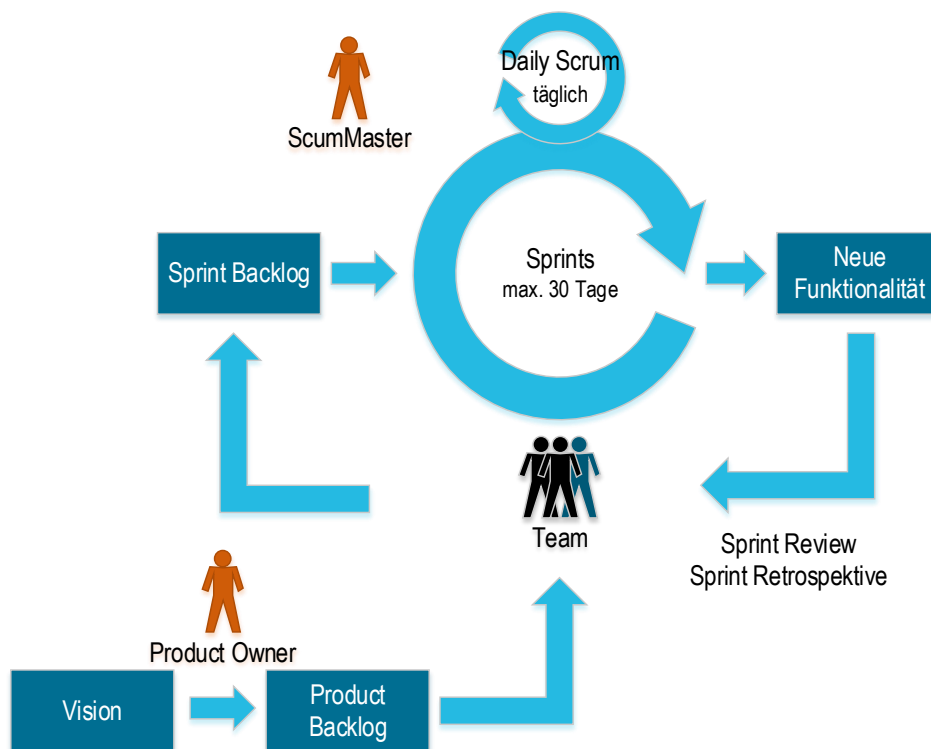 Daily Scrum
täglich
ScumMaster
Sprint Backlog
Sprints
max. 30 Tage
Neue
Funktionalität
Team
Sprint Review
Sprint Retrospektive
Product Owner
Vision
Product
Backlog